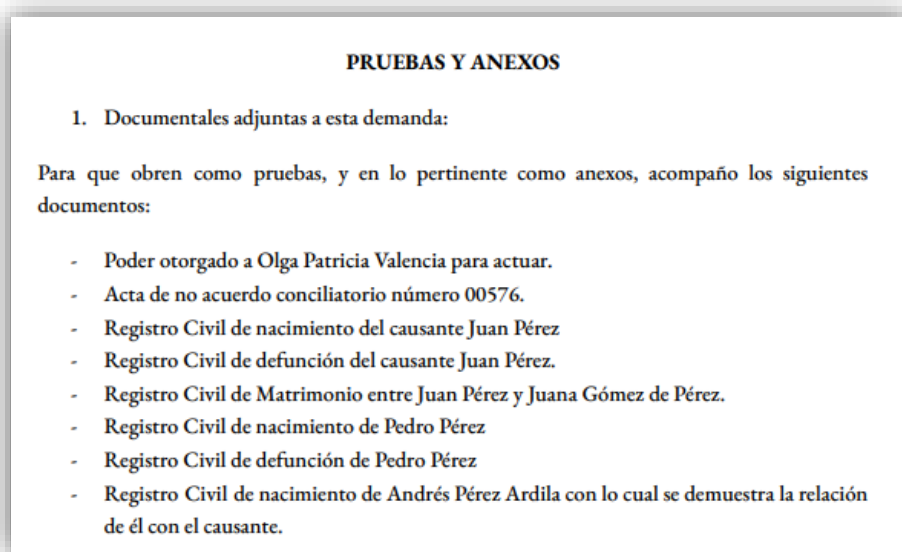 PRUEBAS Y ANEXOS
1. Documentales adjuntas a esta demanda:
Para que obren como pruebas, y en lo pertinente como anexos, acompaño los siguientes
documentos:
- Poder otorgado a Olga Patricia Valencia para actuar.
- Acta de no acuerdo conciliatorio número 00576.
- Registro Civil de nacimiento del causante Juan Pérez
- Registro Civil de defunción del causante Juan Pérez.
- Registro Civil de Matrimonio entre Juan Pérez y Juana Gómez de Pérez.
- Registro Civil de nacimiento de Pedro Pérez
- Registro Civil de defunción de Pedro Pérez
- Registro Civil de nacimiento de Andrés Pérez Ardila con lo cual se demuestra la relación
de él con el causante.